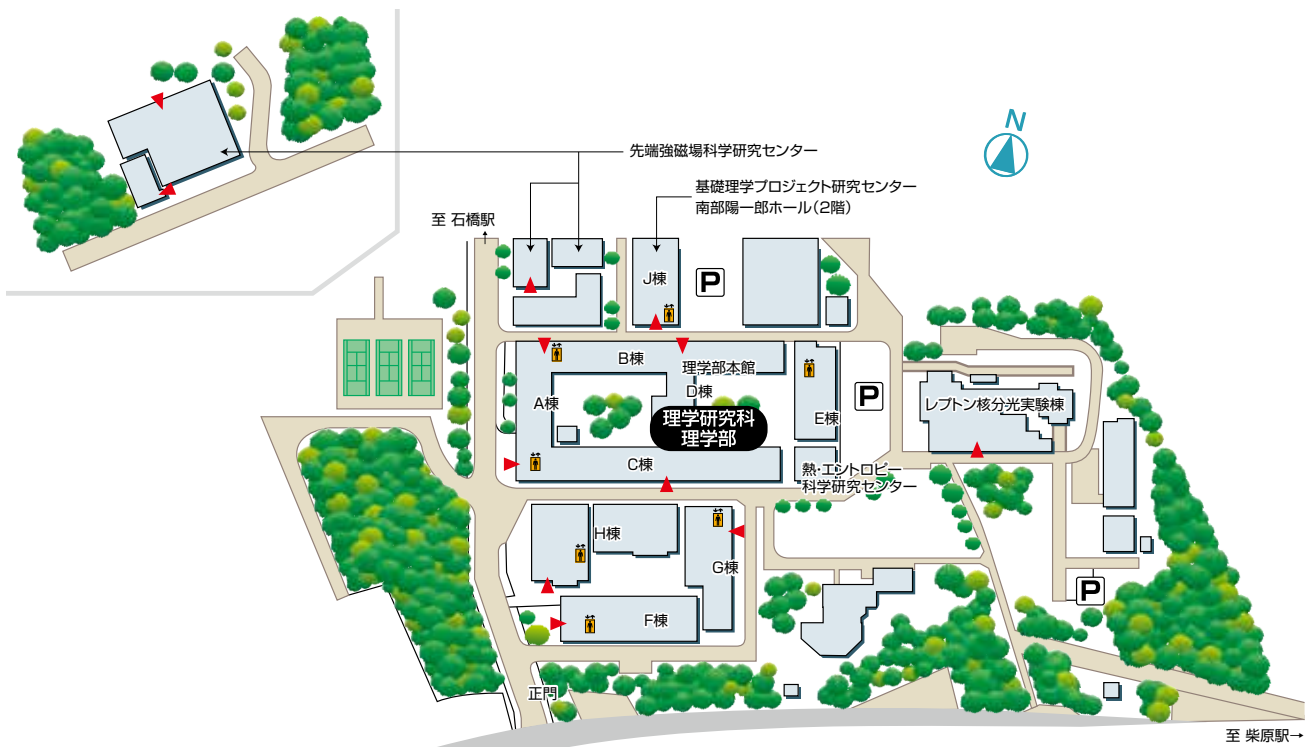 N
先端強磁場科学研究センター
基礎理学プロジェクト研究センター
南部陽一郎ホール(2階)
至 石橋駅
J棟
P
B棟
理学部本館
D棟
A棟
理学研究科
理学部
E棟
P
レプトン核分光実験棟
C棟
熱・エントロピー
科学研究センター
H棟
G棟
F棟
P
正門
至 柴原駅→